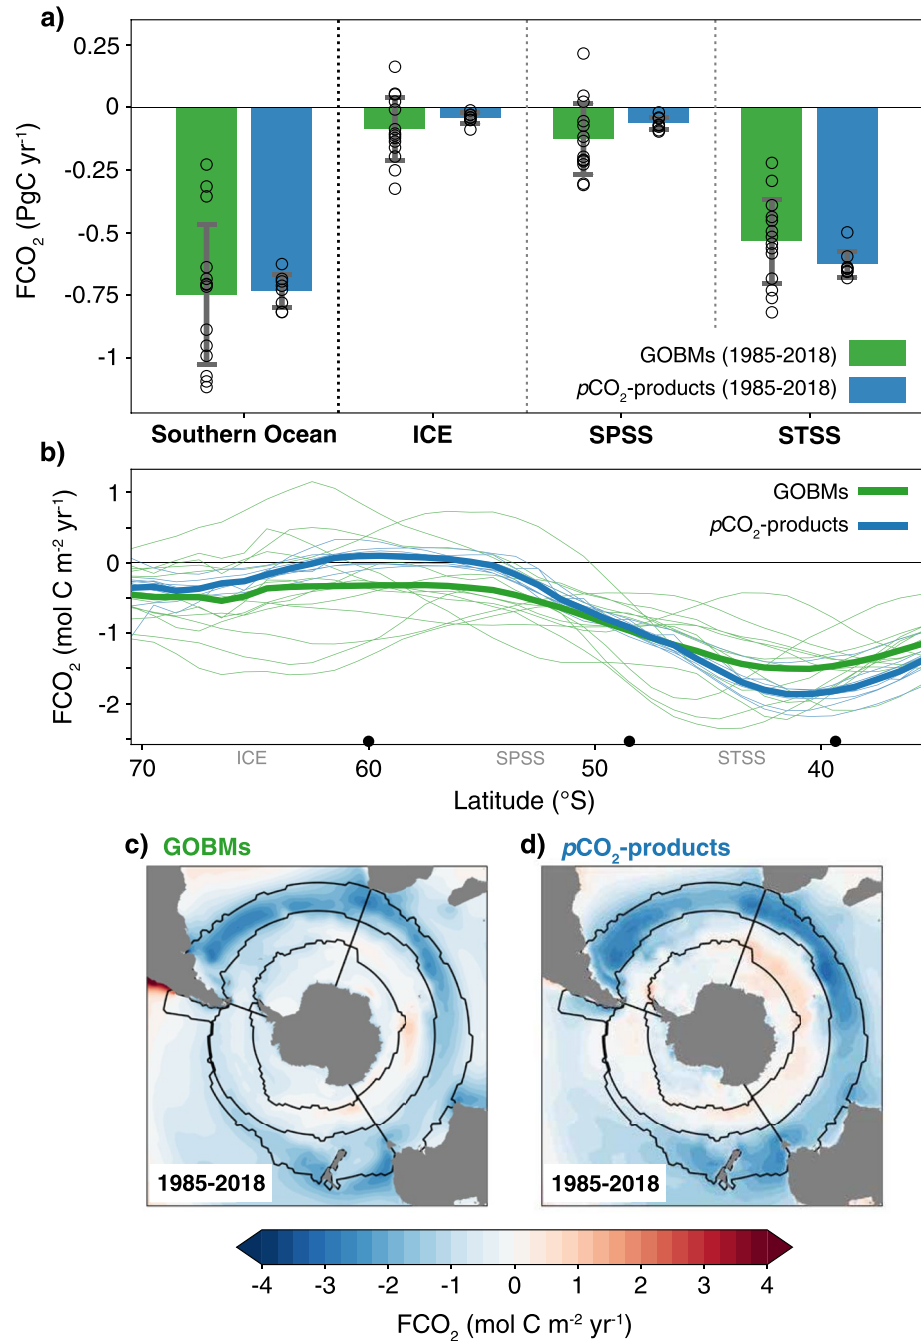 a)
0.25
0
-0.25
-0.5
-0.75
-1
FCO₂ (PgC yr⁻¹)
GOBMs (1985-2018)
pCO₂-products (1985-2018)
Southern Ocean ICE SPSS STSS
b)
1
0
-1
-2
FCO₂ (mol C m⁻² yr⁻¹)
GOBMs
pCO₂-products
ICE SPSS STSS
70 60 50 40
Latitude (°S)
c) GOBMs d) pCO₂-products
1985-2018 1985-2018
-4 -3 -2 -1 0 1 2 3 4
FCO₂ (mol C m⁻² yr⁻¹)